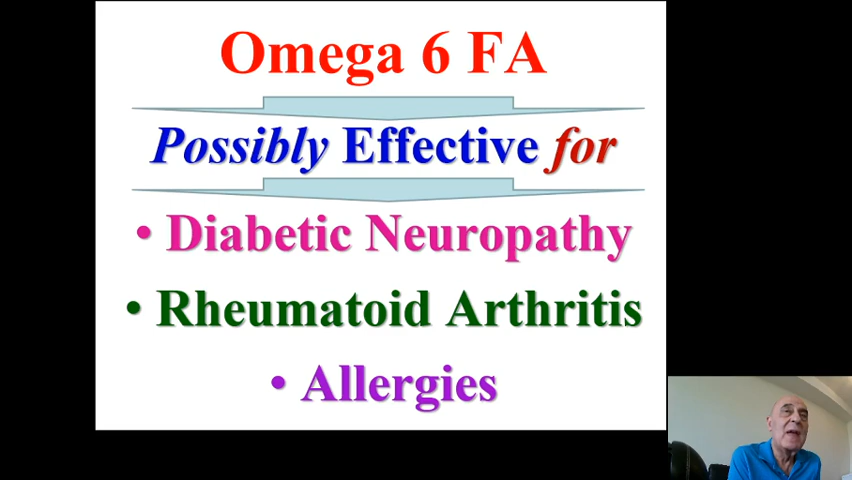 Omega 6 FA
Possibly Effective for
• Diabetic Neuropathy
• Rheumatoid Arthritis
• Allergies